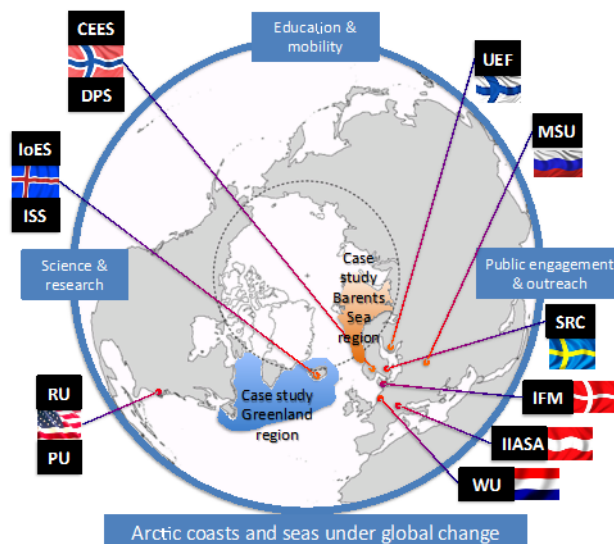 CEES
DPS
Education &
mobility
UEF
MSU
IoES
ISS
Science &
research
Case
study
Barents
Sea
region
Public engagement
& outreach
SRC
IFM
IIASA
WU
RU
PU
Case study
Greenland
region
Arctic coasts and seas under global change